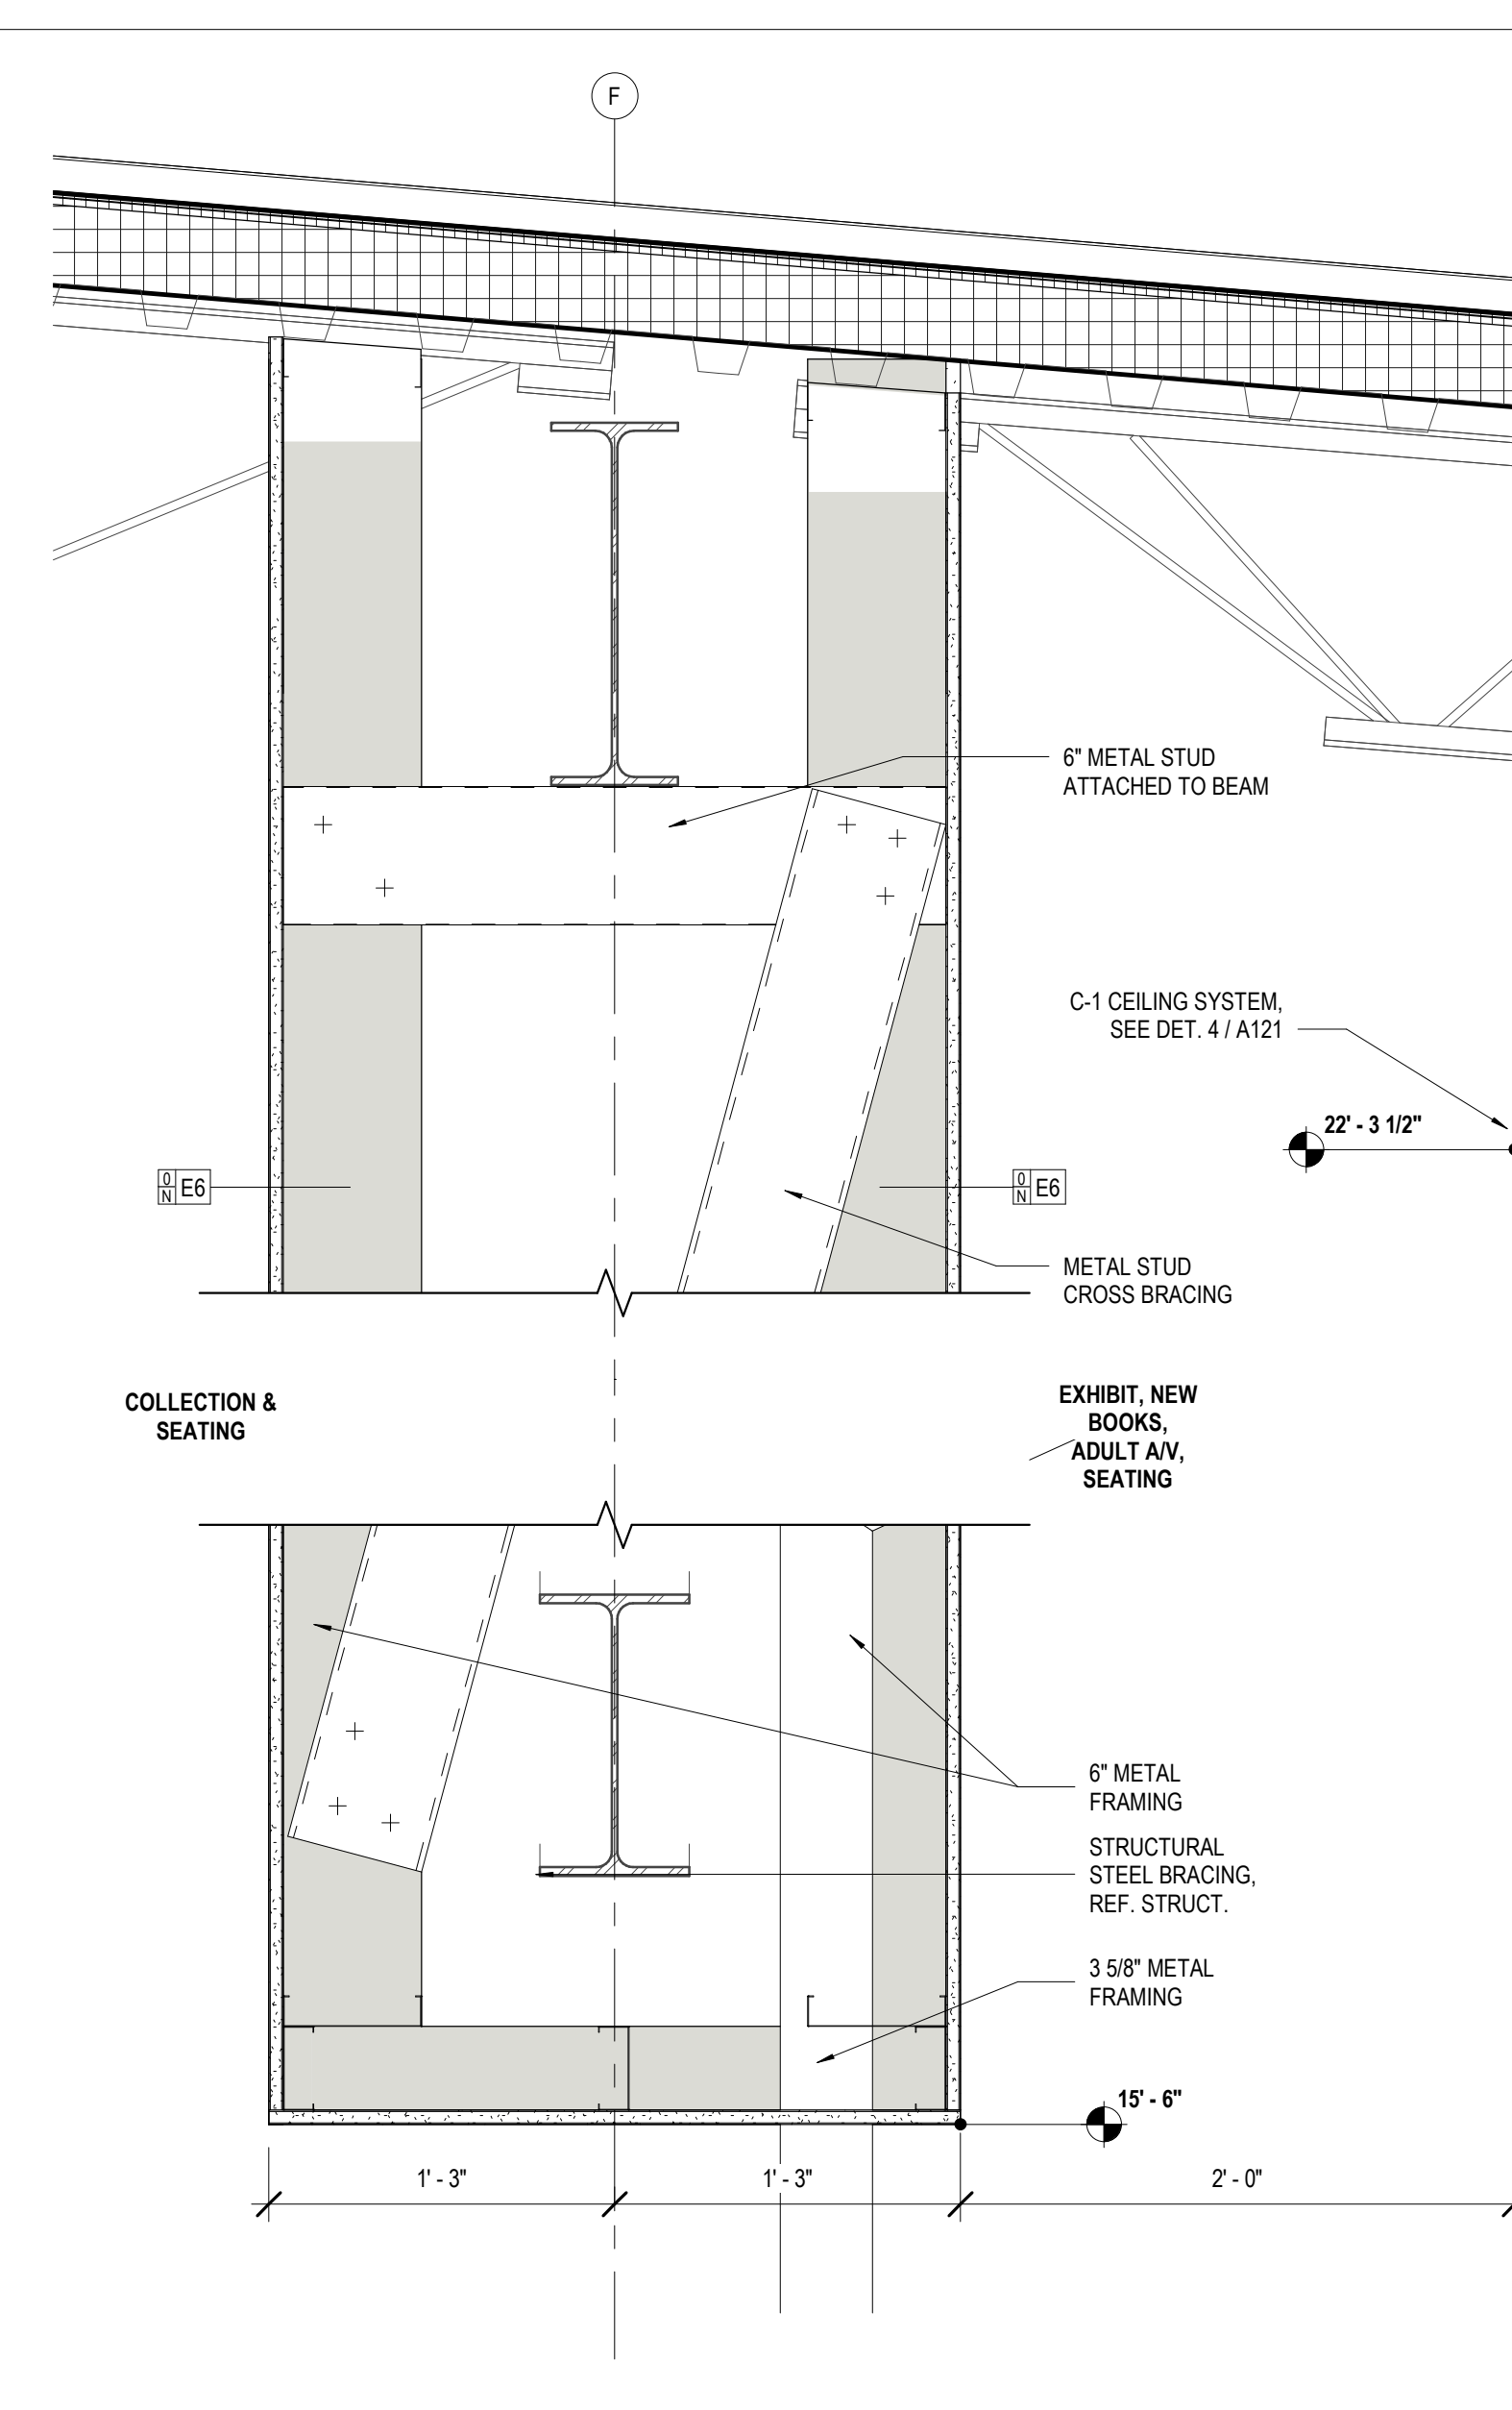 F
6" METAL STUD
ATTACHED TO BEAM
C-1 CEILING SYSTEM,
SEE DET. 4 / A121
22' - 3 1/2"
0
N
E6
0
N
E6
METAL STUD
CROSS BRACING
COLLECTION &
SEATING
EXHIBIT, NEW
BOOKS,
ADULT A/V,
SEATING
6" METAL
FRAMING
STRUCTURAL
STEEL BRACING,
REF. STRUCT.
3 5/8" METAL
FRAMING
15' - 6"
1' - 3"
1' - 3"
2' - 0"